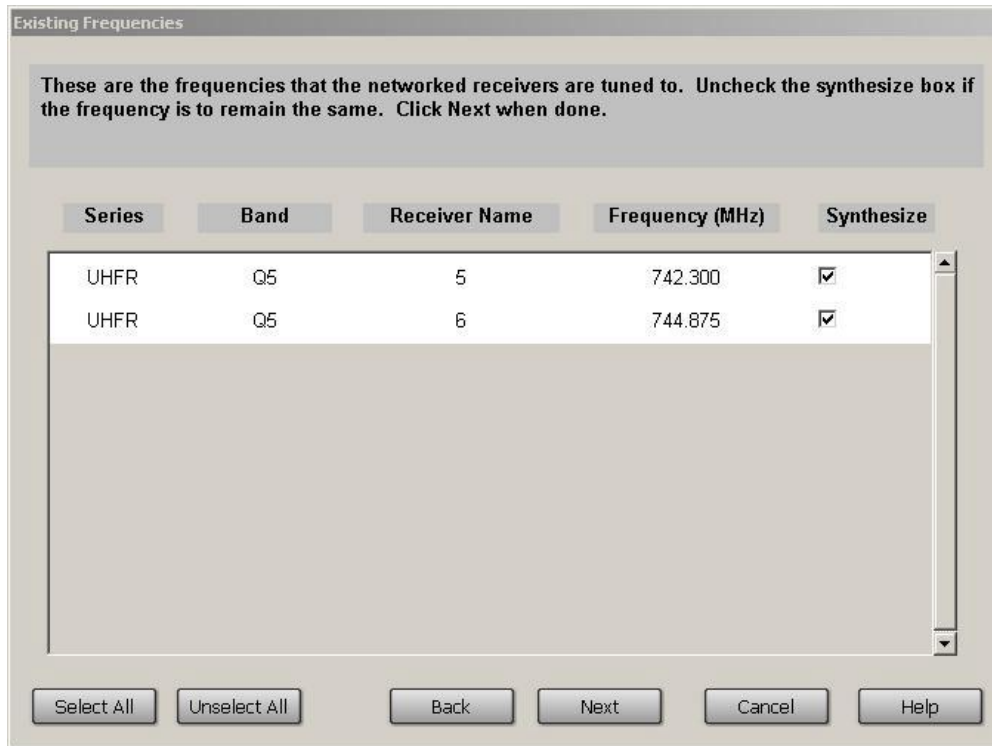 Existing Frequencies
These are the frequencies that the networked receivers are tuned to. Uncheck the synthesize box if
the frequency is to remain the same. Click Next when done.
Series Band Receiver Name Frequency (MHz) Synthesize
UHFR Q5 5 742.300
UHFR Q5 6 744.875
Select All Unselect All Back Next Cancel Help